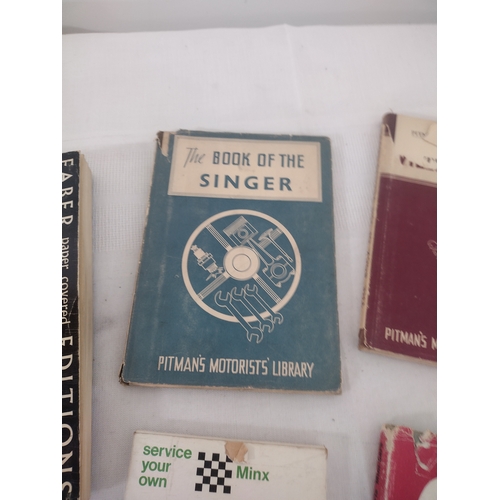 The BOOK OF THE
SINGER
PITMAN'S MOTORISTS' LIBRARY
FABER paper covered EDITIONS
PITMAN'S M
service
your
own
Minx